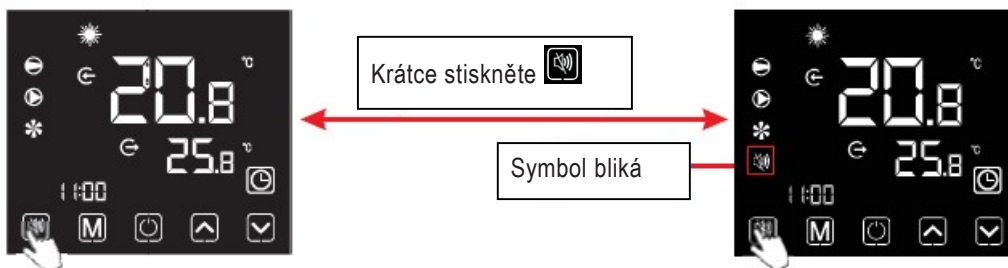 20.8 °C
25.8 °C
11:00
M
Krátce stiskněte
Symbol bliká
20.8 °C
25.8 °C
11:00
M